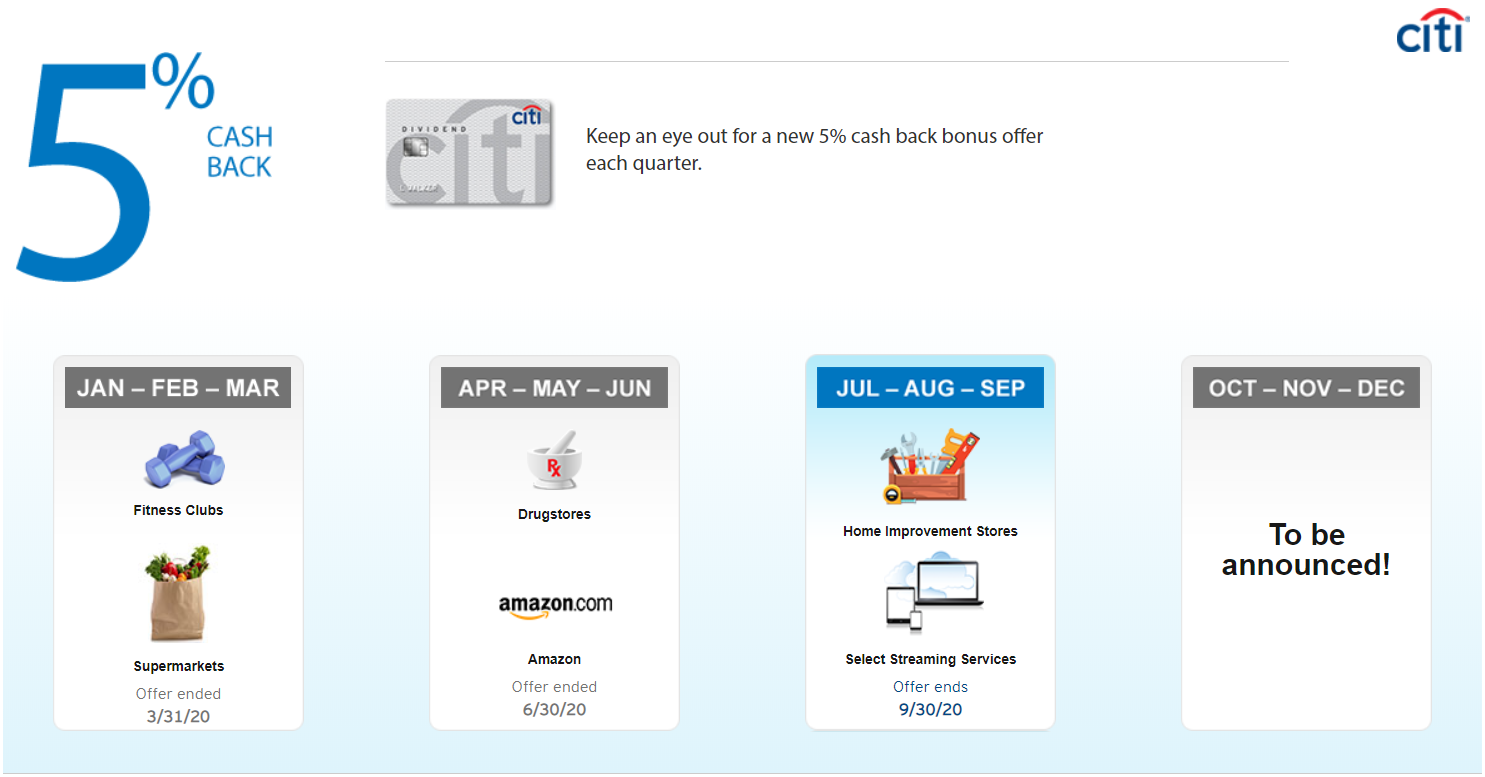 citi
5%
CASH
BACK
DIVIDEND
citi
citi
Keep an eye out for a new 5% cash back bonus offer
each quarter.
JAN – FEB – MAR
Fitness Clubs
Supermarkets
Offer ended
3/31/20
APR – MAY – JUN
RX
Drugstores
amazon.com
Amazon
Offer ended
6/30/20
JUL – AUG – SEP
Home Improvement Stores
Select Streaming Services
Offer ends
9/30/20
OCT – NOV – DEC
To be
announced!